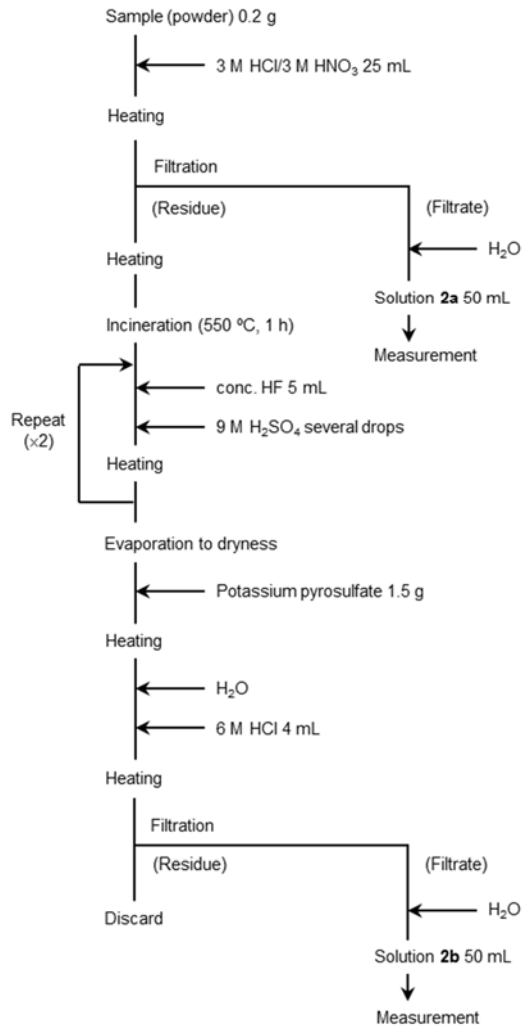 Sample (powder) 0.2 g
3 M HCl/3 M HNO₃ 25 mL
Heating
Filtration
(Residue)
(Filtrate)
H₂O
Heating
Solution 2a 50 mL
Incineration (550 ºC, 1 h)
Measurement
conc. HF 5 mL
Repeat
(×2)
9 M H₂SO₄ several drops
Heating
Evaporation to dryness
Potassium pyrosulfate 1.5 g
Heating
H₂O
6 M HCl 4 mL
Heating
Filtration
(Residue)
(Filtrate)
H₂O
Discard
Solution 2b 50 mL
Measurement